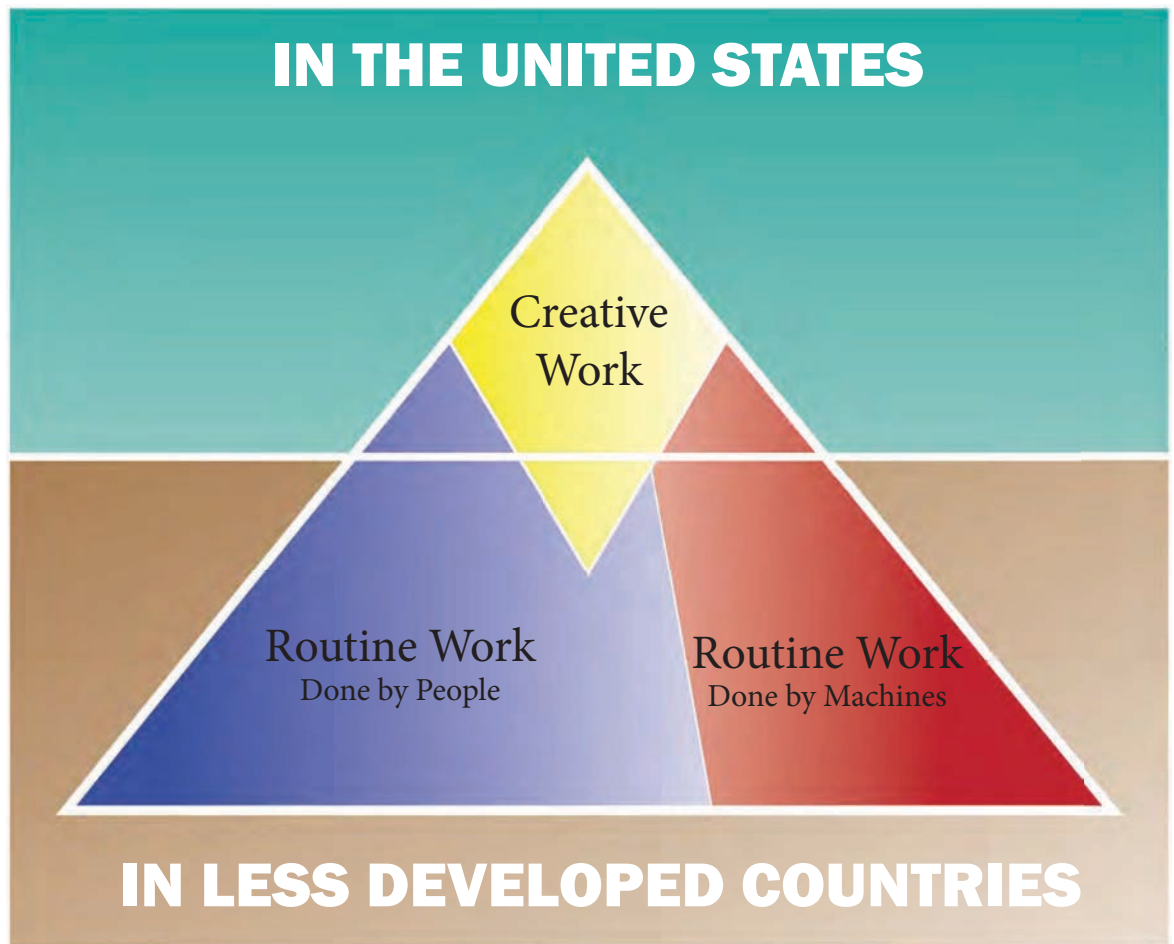 IN THE UNITED STATES
Creative
Work
Routine Work
Done by People
Routine Work
Done by Machines
IN LESS DEVELOPED COUNTRIES